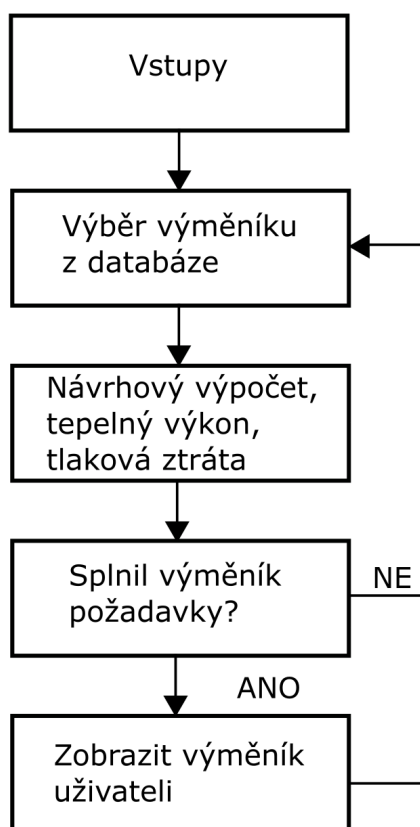 Vstupy
Výběr výměníku
z databáze
Návrhový výpočet,
tepelný výkon,
tlaková ztráta
Splnil výměník
požadavky?
NE
ANO
Zobrazit výměník
uživateli